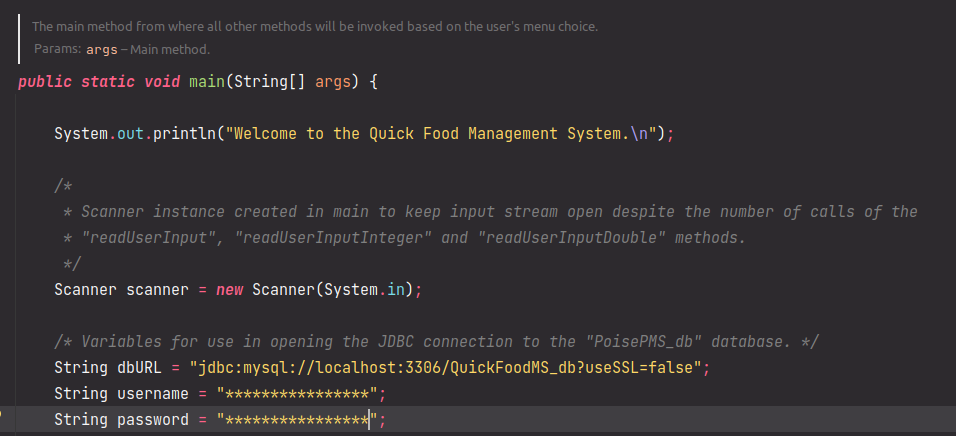 The main method from where all other methods will be invoked based on the user's menu choice.
Params: args – Main method.
public static void main(String[] args) {
System.out.println("Welcome to the Quick Food Management System.\n");
/*
* Scanner instance created in main to keep input stream open despite the number of calls of the
* "readUserInput", "readUserInputInteger" and "readUserInputDouble" methods.
*/
Scanner scanner = new Scanner(System.in);
/* Variables for use in opening the JDBC connection to the "PoisePMS_db" database. */
String dbURL = "jdbc:mysql://localhost:3306/QuickFoodMS_db?useSSL=false";
String username = "****************";
String password = "****************";